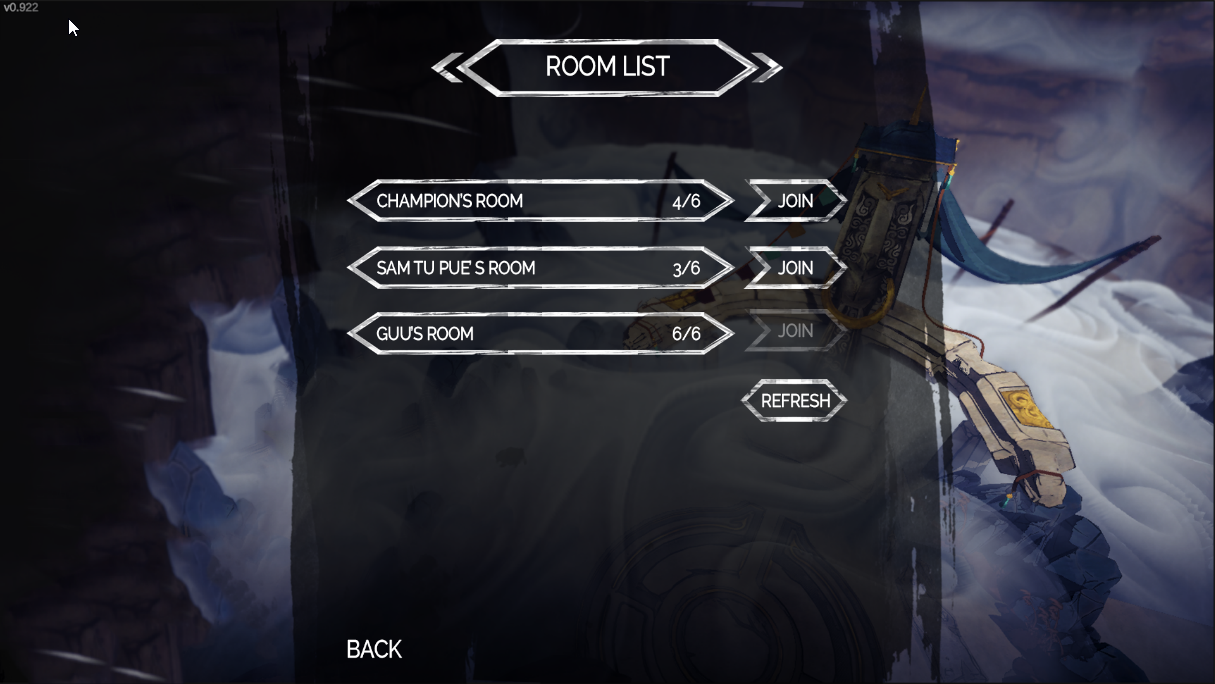 v0.922
ROOM LIST
CHAMPION'S ROOM 4/6 JOIN
SAM TU PUE' S ROOM 3/6 JOIN
GUU'S ROOM 6/6 JOIN
REFRESH
BACK